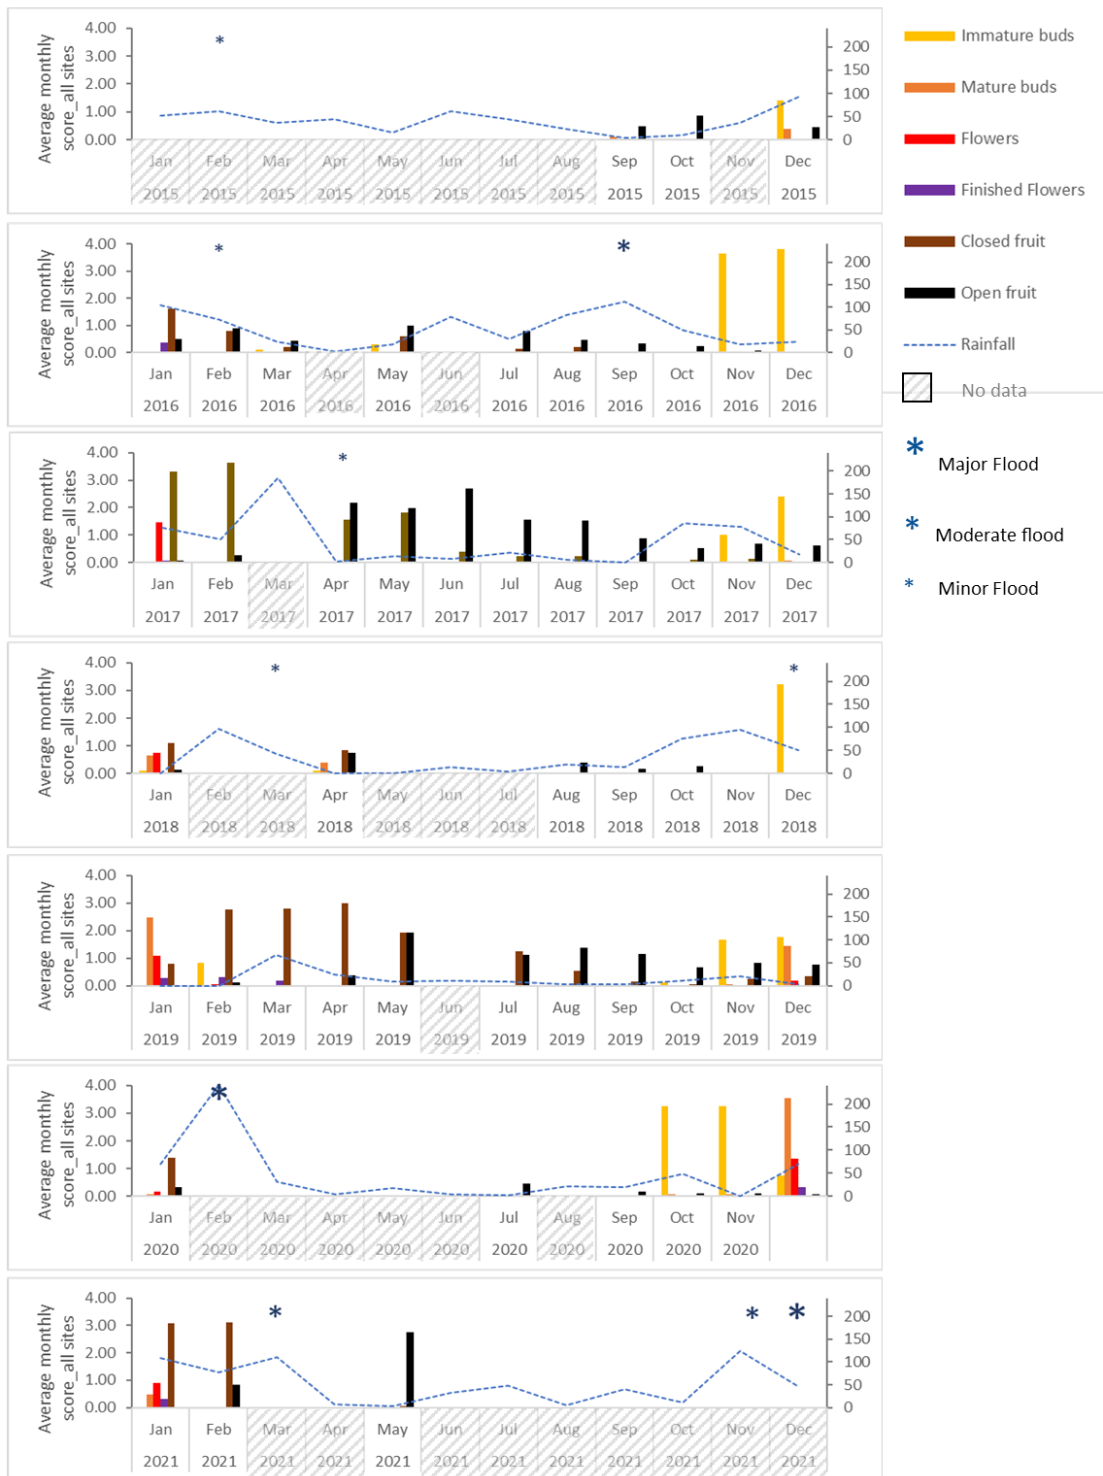 Average monthly
score_all sites
4.00
3.00
2.00
1.00
0.00
200
150
100
50
0
Jan Feb Mar Apr May Jun Jul Aug Sep Oct Nov Dec
2015 2015 2015 2015 2015 2015 2015 2015 2015 2015 2015 2015
Average monthly
score_all sites
4.00
3.00
2.00
1.00
0.00
200
150
100
50
0
Jan Feb Mar Apr May Jun Jul Aug Sep Oct Nov Dec
2016 2016 2016 2016 2016 2016 2016 2016 2016 2016 2016 2016
Average monthly
score_all sites
4.00
3.00
2.00
1.00
0.00
200
150
100
50
0
Jan Feb Mar Apr May Jun Jul Aug Sep Oct Nov Dec
2017 2017 2017 2017 2017 2017 2017 2017 2017 2017 2017 2017
Average monthly
score_all sites
4.00
3.00
2.00
1.00
0.00
200
150
100
50
0
Jan Feb Mar Apr May Jun Jul Aug Sep Oct Nov Dec
2018 2018 2018 2018 2018 2018 2018 2018 2018 2018 2018 2018
Average monthly
score_all sites
4.00
3.00
2.00
1.00
0.00
200
150
100
50
0
Jan Feb Mar Apr May Jun Jul Aug Sep Oct Nov Dec
2019 2019 2019 2019 2019 2019 2019 2019 2019 2019 2019 2019
Average monthly
score_all sites
4.00
3.00
2.00
1.00
0.00
200
150
100
50
0
Jan Feb Mar Apr May Jun Jul Aug Sep Oct Nov
2020 2020 2020 2020 2020 2020 2020 2020 2020 2020 2020
Average monthly
score_all sites
4.00
3.00
2.00
1.00
0.00
200
150
100
50
0
Jan Feb Mar Apr May Jun Jul Aug Sep Oct Nov Dec
2021 2021 2021 2021 2021 2021 2021 2021 2021 2021 2021 2021
Immature buds
Mature buds
Flowers
Finished Flowers
Closed fruit
Open fruit
Rainfall
No data
Major Flood
Moderate flood
Minor Flood